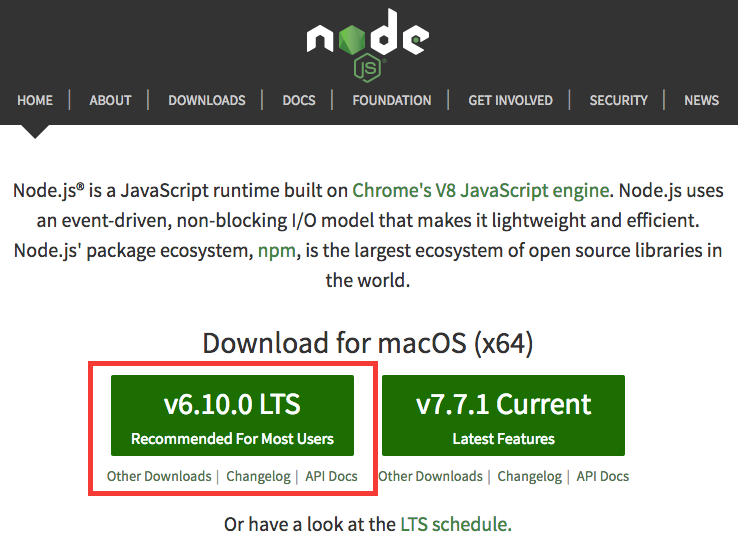 node
JS
HOME | ABOUT | DOWNLOADS | DOCS | FOUNDATION | GET INVOLVED | SECURITY | NEWS
Node.js® is a JavaScript runtime built on Chrome's V8 JavaScript engine. Node.js uses
an event-driven, non-blocking I/O model that makes it lightweight and efficient.
Node.js' package ecosystem, npm, is the largest ecosystem of open source libraries in
the world.
Download for macOS (x64)
v6.10.0 LTS
Recommended For Most Users
Other Downloads | Changelog | API Docs
v7.7.1 Current
Latest Features
Other Downloads | Changelog | API Docs
Or have a look at the LTS schedule.